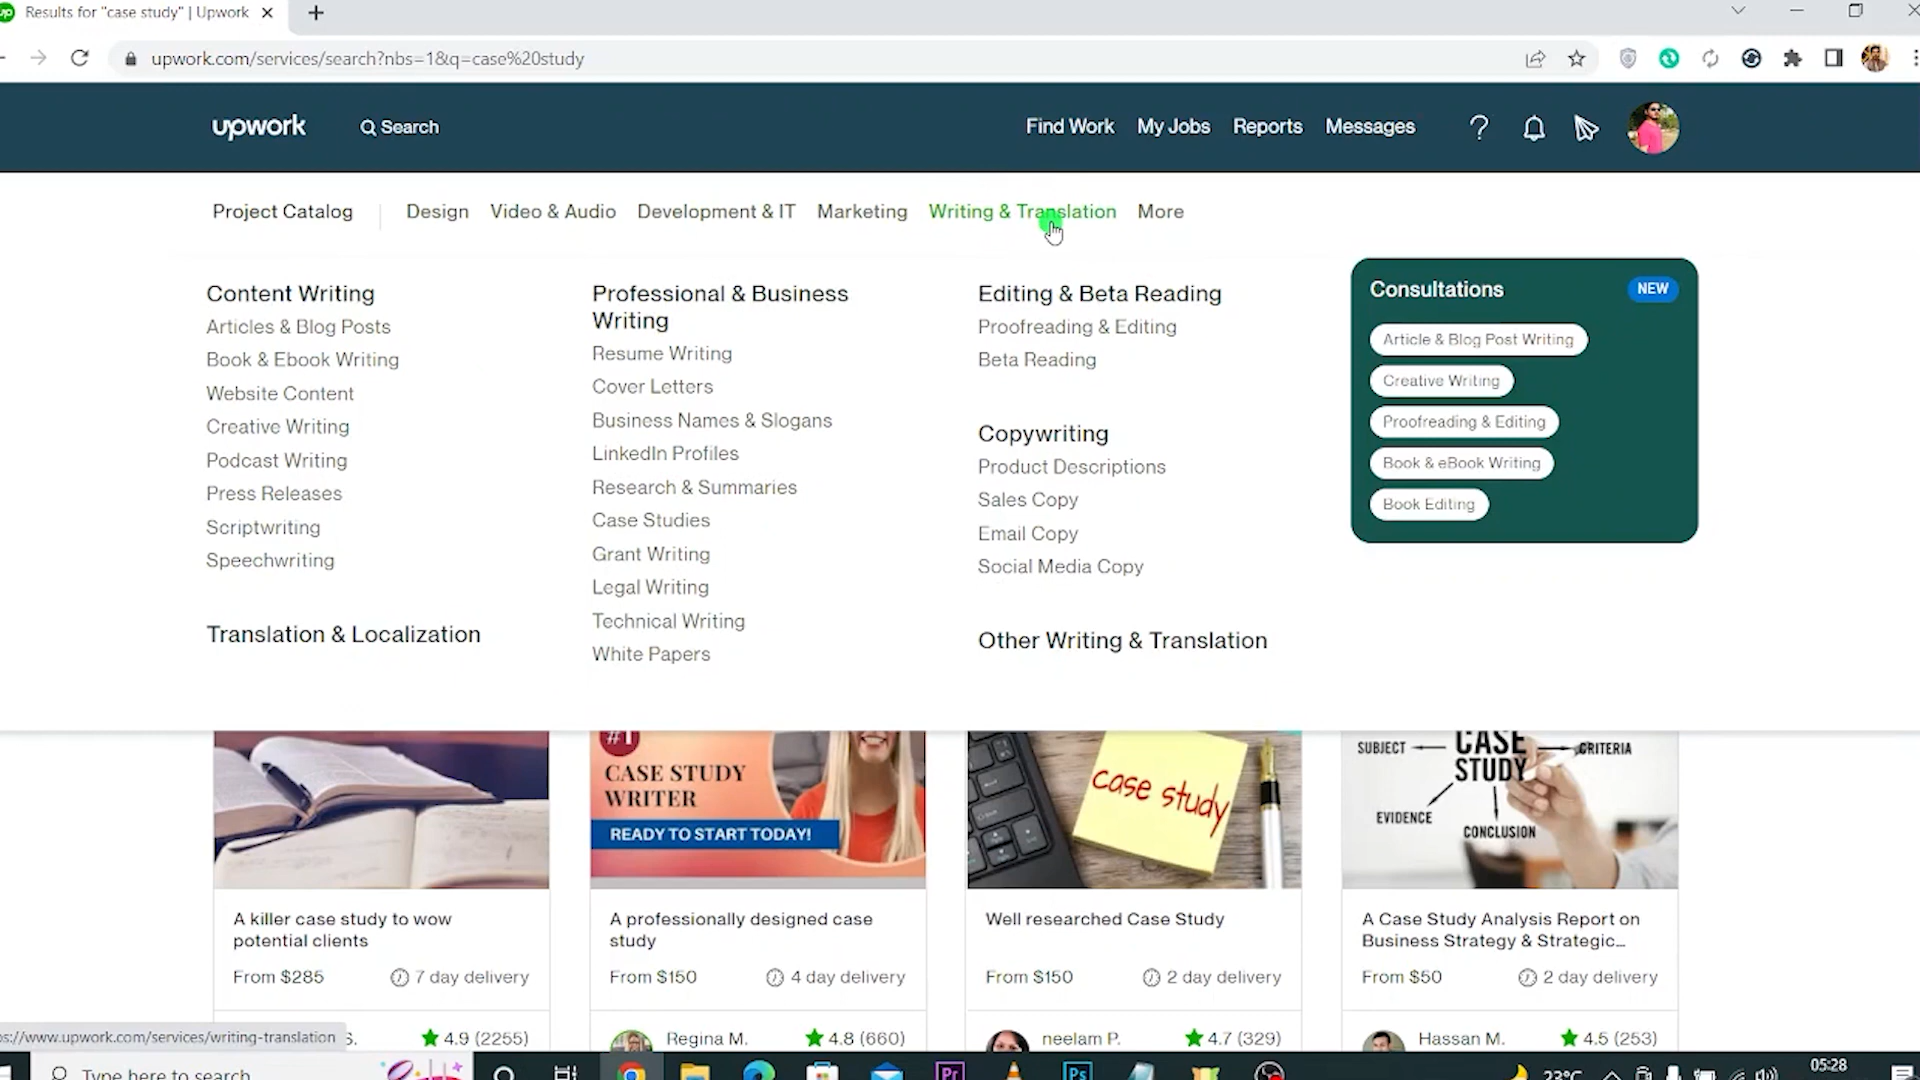 Results for "case study" | Upwork
upwork.com/services/search?nbs=1&q=case%20study
upwork
Search
Find Work
My Jobs
Reports
Messages
Project Catalog
Design
Video & Audio
Development & IT
Marketing
Writing & Translation
More
Content Writing
Articles & Blog Posts
Book & Ebook Writing
Website Content
Creative Writing
Podcast Writing
Press Releases
Scriptwriting
Speechwriting
Translation & Localization
Professional & Business
Writing
Resume Writing
Cover Letters
Business Names & Slogans
LinkedIn Profiles
Research & Summaries
Case Studies
Grant Writing
Legal Writing
Technical Writing
White Papers
Editing & Beta Reading
Proofreading & Editing
Beta Reading
Copywriting
Product Descriptions
Sales Copy
Email Copy
Social Media Copy
Other Writing & Translation
Consultations
NEW
Article & Blog Post Writing
Creative Writing
Proofreading & Editing
Book & eBook Writing
Book Editing
A killer case study to wow
potential clients
From $285
7 day delivery
S.
4.9 (2255)
#1
CASE STUDY
WRITER
READY TO START TODAY!
A professionally designed case
study
From $150
4 day delivery
Regina M.
4.8 (660)
case study
Well researched Case Study
From $150
2 day delivery
neelam P.
4.7 (329)
SUBJECT
CASE
STUDY
CRITERIA
EVIDENCE
CONCLUSION
A Case Study Analysis Report on
Business Strategy & Strategic...
From $50
2 day delivery
Hassan M.
4.5 (253)
ps://www.upwork.com/services/writing-translation
Type here to search
Pr
Ps
23°C
05:28